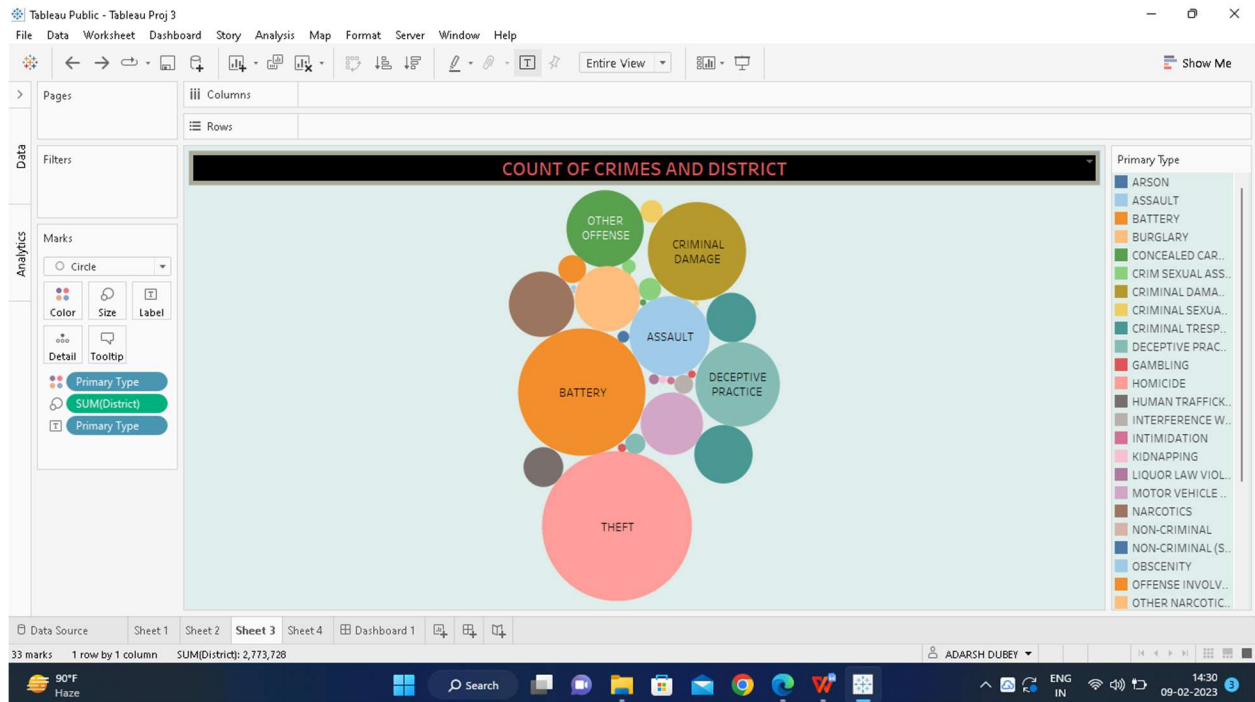 Tableau Public - Tableau Proj 3
File Data Worksheet Dashboard Story Analysis Map Format Server Window Help
Entire View
Show Me
Pages
iii Columns
Rows
Data
Analytics
Filters
Marks
Circle
Color Size Label
Detail Tooltip
Primary Type
SUM(District)
Primary Type
COUNT OF CRIMES AND DISTRICT
OTHER
OFFENSE
CRIMINAL
DAMAGE
ASSAULT
BATTERY
DECEPTIVE
PRACTICE
THEFT
Primary Type
ARSON
ASSAULT
BATTERY
BURGLARY
CONCEALED CAR..
CRIM SEXUAL ASS..
CRIMINAL DAMA..
CRIMINAL SEXUA..
CRIMINAL TRESP..
DECEPTIVE PRAC..
GAMBLING
HOMICIDE
HUMAN TRAFFICK..
INTERFERENCE W..
INTIMIDATION
KIDNAPPING
LIQUOR LAW VIOL..
MOTOR VEHICLE ..
NARCOTICS
NON-CRIMINAL
NON-CRIMINAL (S..
OBSCENITY
OFFENSE INVOLV..
OTHER NARCOTIC..
Data Source Sheet 1 Sheet 2 Sheet 3 Sheet 4 Dashboard 1
33 marks 1 row by 1 column SUM(District): 2,773,728
ADARSH DUBEY
90°F
Haze
Search
ENG
IN
14:30
09-02-2023
3